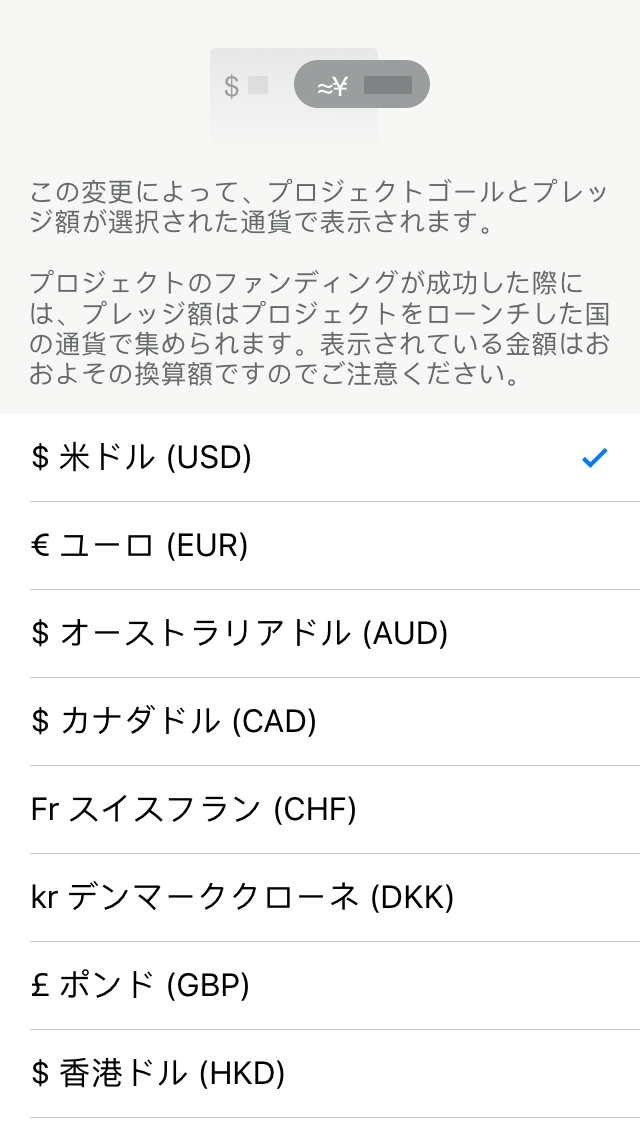 $ ≈¥
この変更によって、プロジェクトゴールとプレッ
ジ額が選択された通貨で表示されます。
プロジェクトのファンディングが成功した際に
は、プレッジ額はプロジェクトをローンチした国
の通貨で集められます。表示されている金額はお
およその換算額ですのでご注意ください。
$ 米ドル (USD)
€ ユーロ (EUR)
$ オーストラリアドル (AUD)
$ カナダドル (CAD)
Fr スイスフラン (CHF)
kr デンマーククローネ (DKK)
£ ポンド (GBP)
$ 香港ドル (HKD)